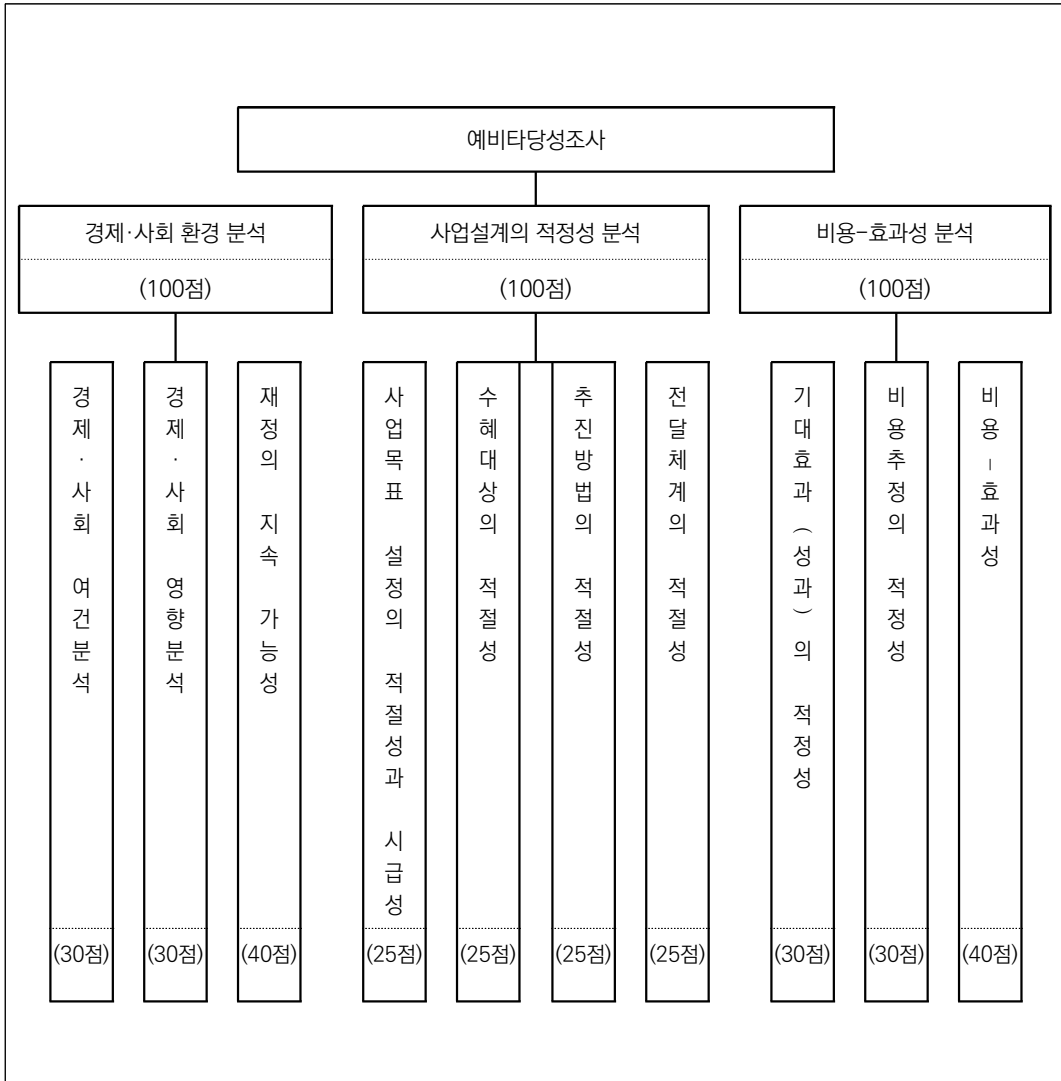 예비타당성조사
경제·사회 환경 분석
(100점)
사업설계의 적정성 분석
(100점)
비용-효과성 분석
(100점)
경제·사회 여건분석
(30점)
경제·사회 영향분석
(30점)
재정의 지속 가능성
(40점)
사업목표 설정의 적절성과 시급성
(25점)
수혜대상의 적절성
(25점)
추진방법의 적절성
(25점)
전달체계의 적절성
(25점)
기대효과(성과)의 적정성
(30점)
비용추정의 적정성
(30점)
비용-효과성
(40점)